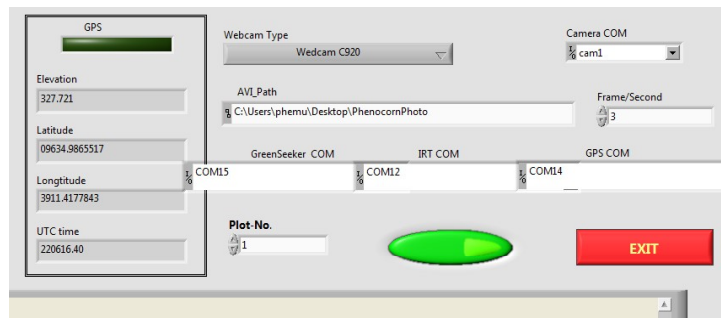 GPS
Elevation
327.721
Latitude
09634.9865517
Longtitude
3911.4177843
UTC time
220616.40
Webcam Type
Wedcam C920
Camera COM
cam1
AVI_Path
C:\Users\phemu\Desktop\PhenocornPhoto
Frame/Second
3
GreenSeeker COM
IRT COM
GPS COM
COM15
COM12
COM14
Plot-No.
1
EXIT